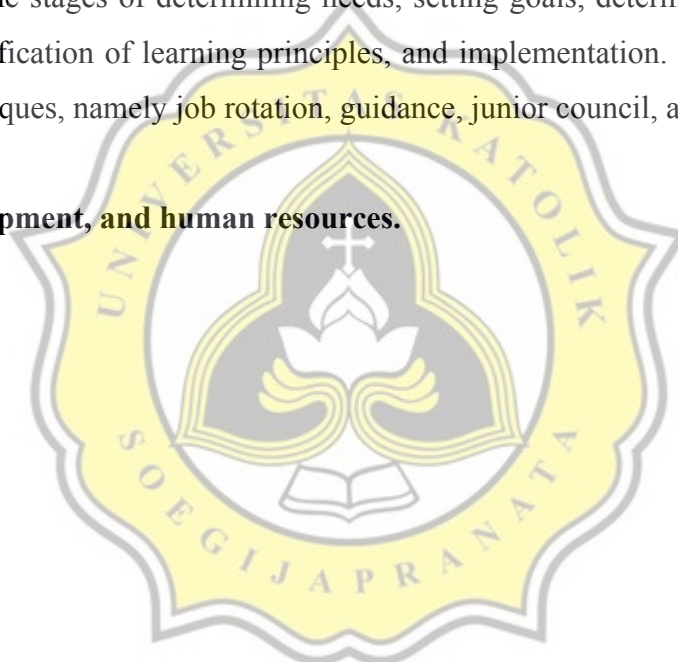 stages of determining needs, setting goals,
fication of learning principles, and implementation.
ques, namely job rotation, guidance, junior council,
pment, and human resources.
UNIVERSITAS KATOLIK
SOEGIJAPRANATA